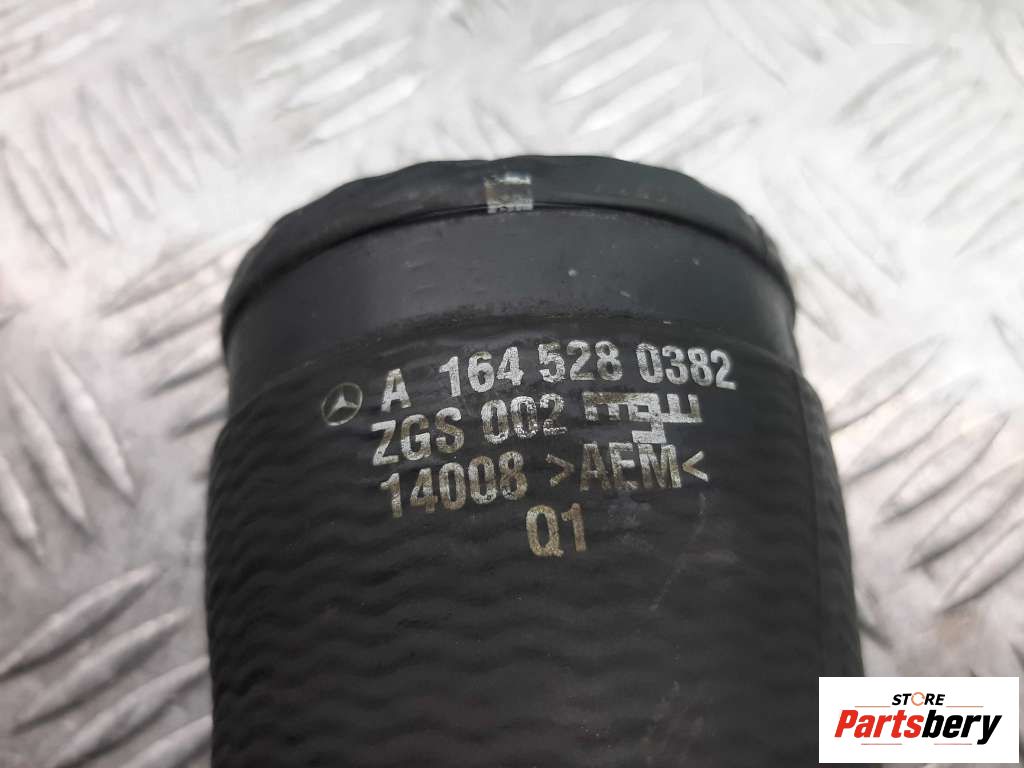 A 164 528 0382
ZGS 002
14008 >AEM<
Q1
STORE
Partsbery